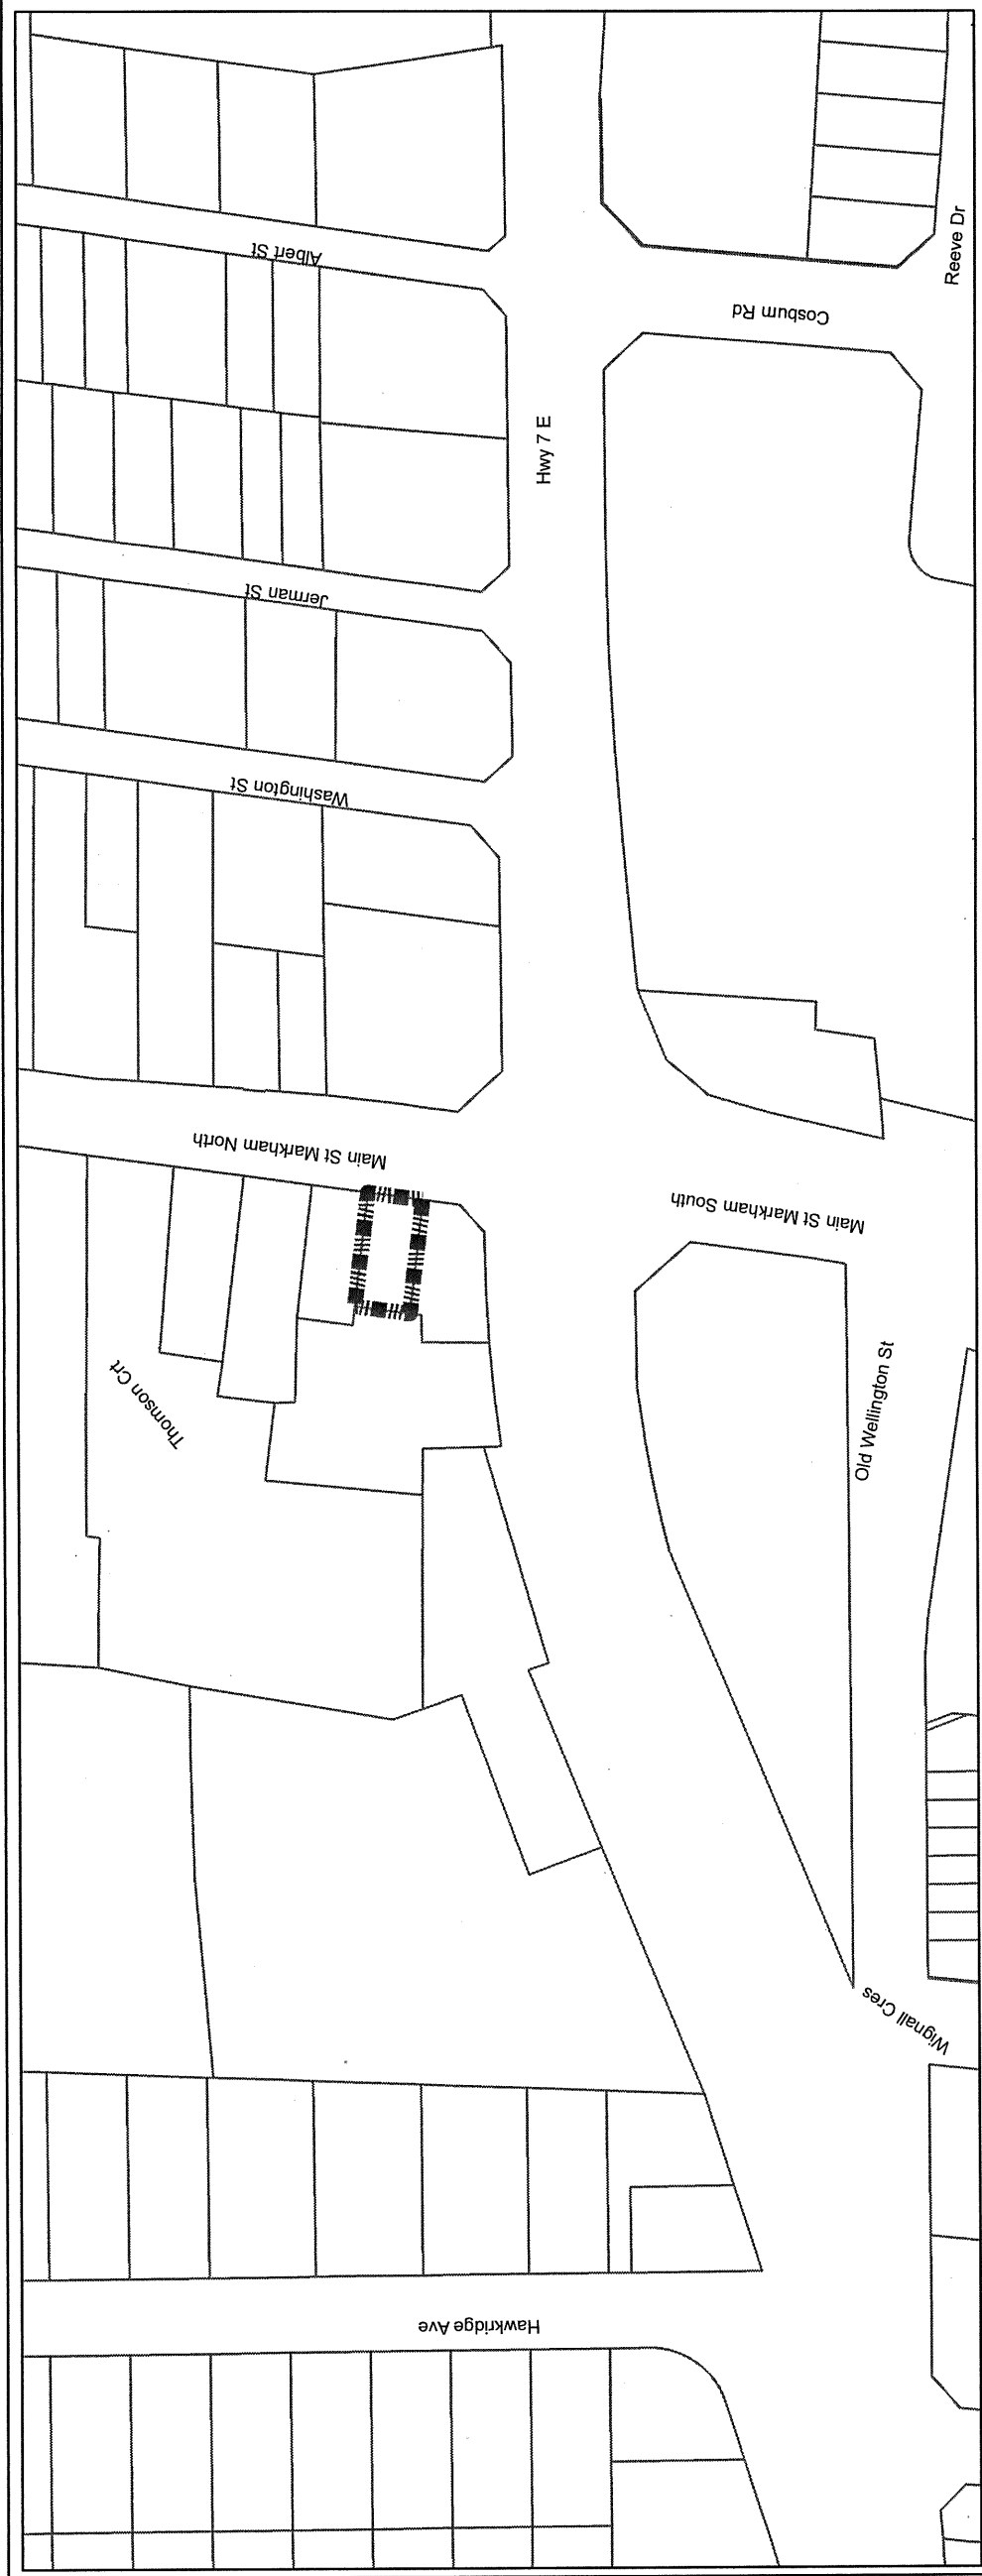 Albert St
Reeve Dr
Cosburn Rd
Hwy 7 E
Jerman St
Washington St
Main St Markham North
Main St Markham South
Thomson Crt
Old Wellington St
Wignall Cres
Hawkridge Ave